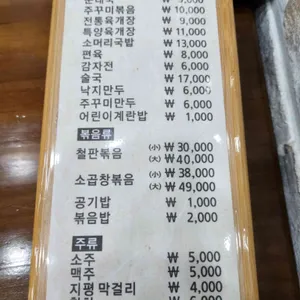 주꾸미볶음 ₩ 10,000
전통육개장 ₩ 9,000
특양육개장 ₩ 11,000
소머리국밥 ₩ 13,000
편육 ₩ 8,000
감자전 ₩ 6,000
술국 ₩ 17,000
낙지만두 ₩ 6,000
주꾸미만두 ₩ 6,000
어린이계란밥 ₩ 1,000
볶음류
철판볶음 (小) ₩ 30,000
(大) ₩ 40,000
소곱창볶음 (小) ₩ 38,000
(大) ₩ 49,000
공기밥 ₩ 1,000
볶음밥 ₩ 2,000
주류
소주 ₩ 5,000
맥주 ₩ 5,000
지평 막걸리 ₩ 4,000